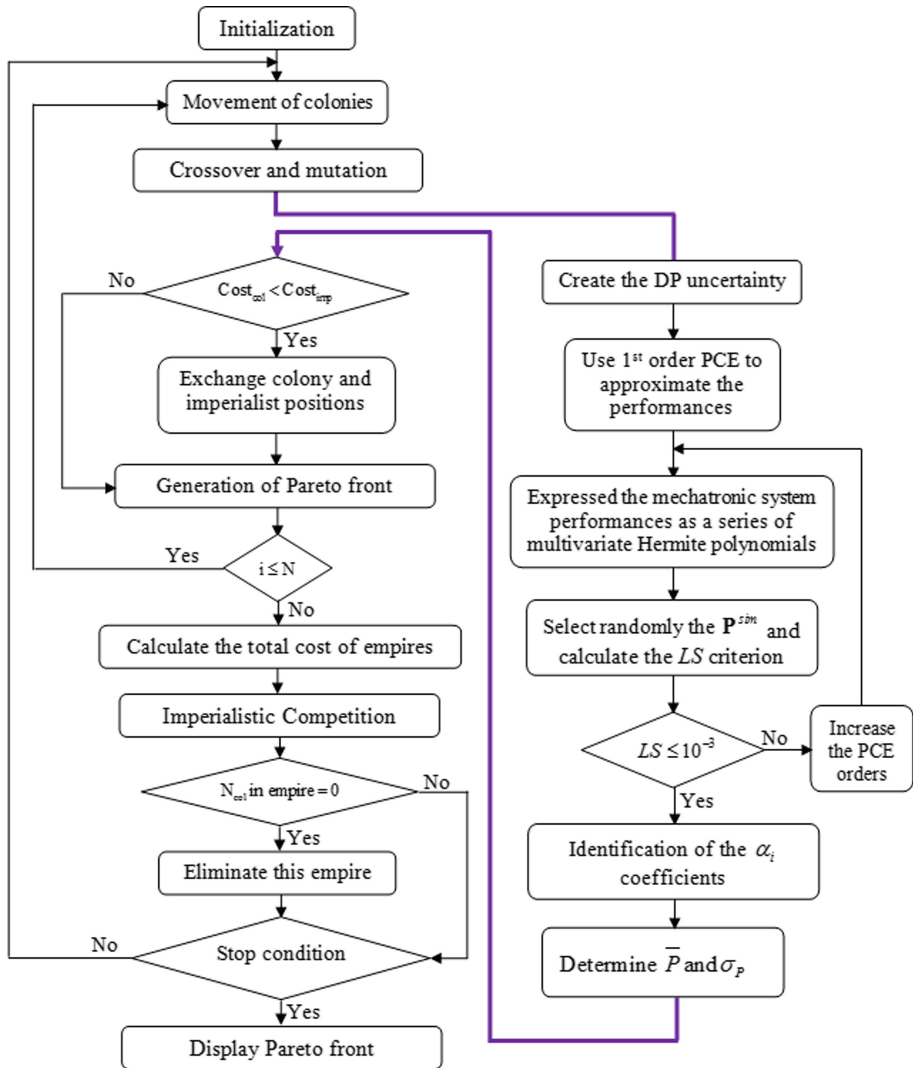 Initialization
Movement of colonies
Crossover and mutation
No
Cost_col < Cost_imp
Yes
Exchange colony and
imperialist positions
Generation of Pareto front
Yes
i ≤ N
No
Calculate the total cost of empires
Imperialistic Competition
N_col in empire = 0
No
Yes
Eliminate this empire
No
Stop condition
Yes
Display Pareto front
Create the DP uncertainty
Use 1st order PCE to
approximate the
performances
Expressed the mechatronic system
performances as a series of
multivariate Hermite polynomials
Select randomly the P^sim and
calculate the LS criterion
LS ≤ 10⁻³
No
Increase
the PCE
orders
Yes
Identification of the α_i
coefficients
Determine P̅ and σ_P